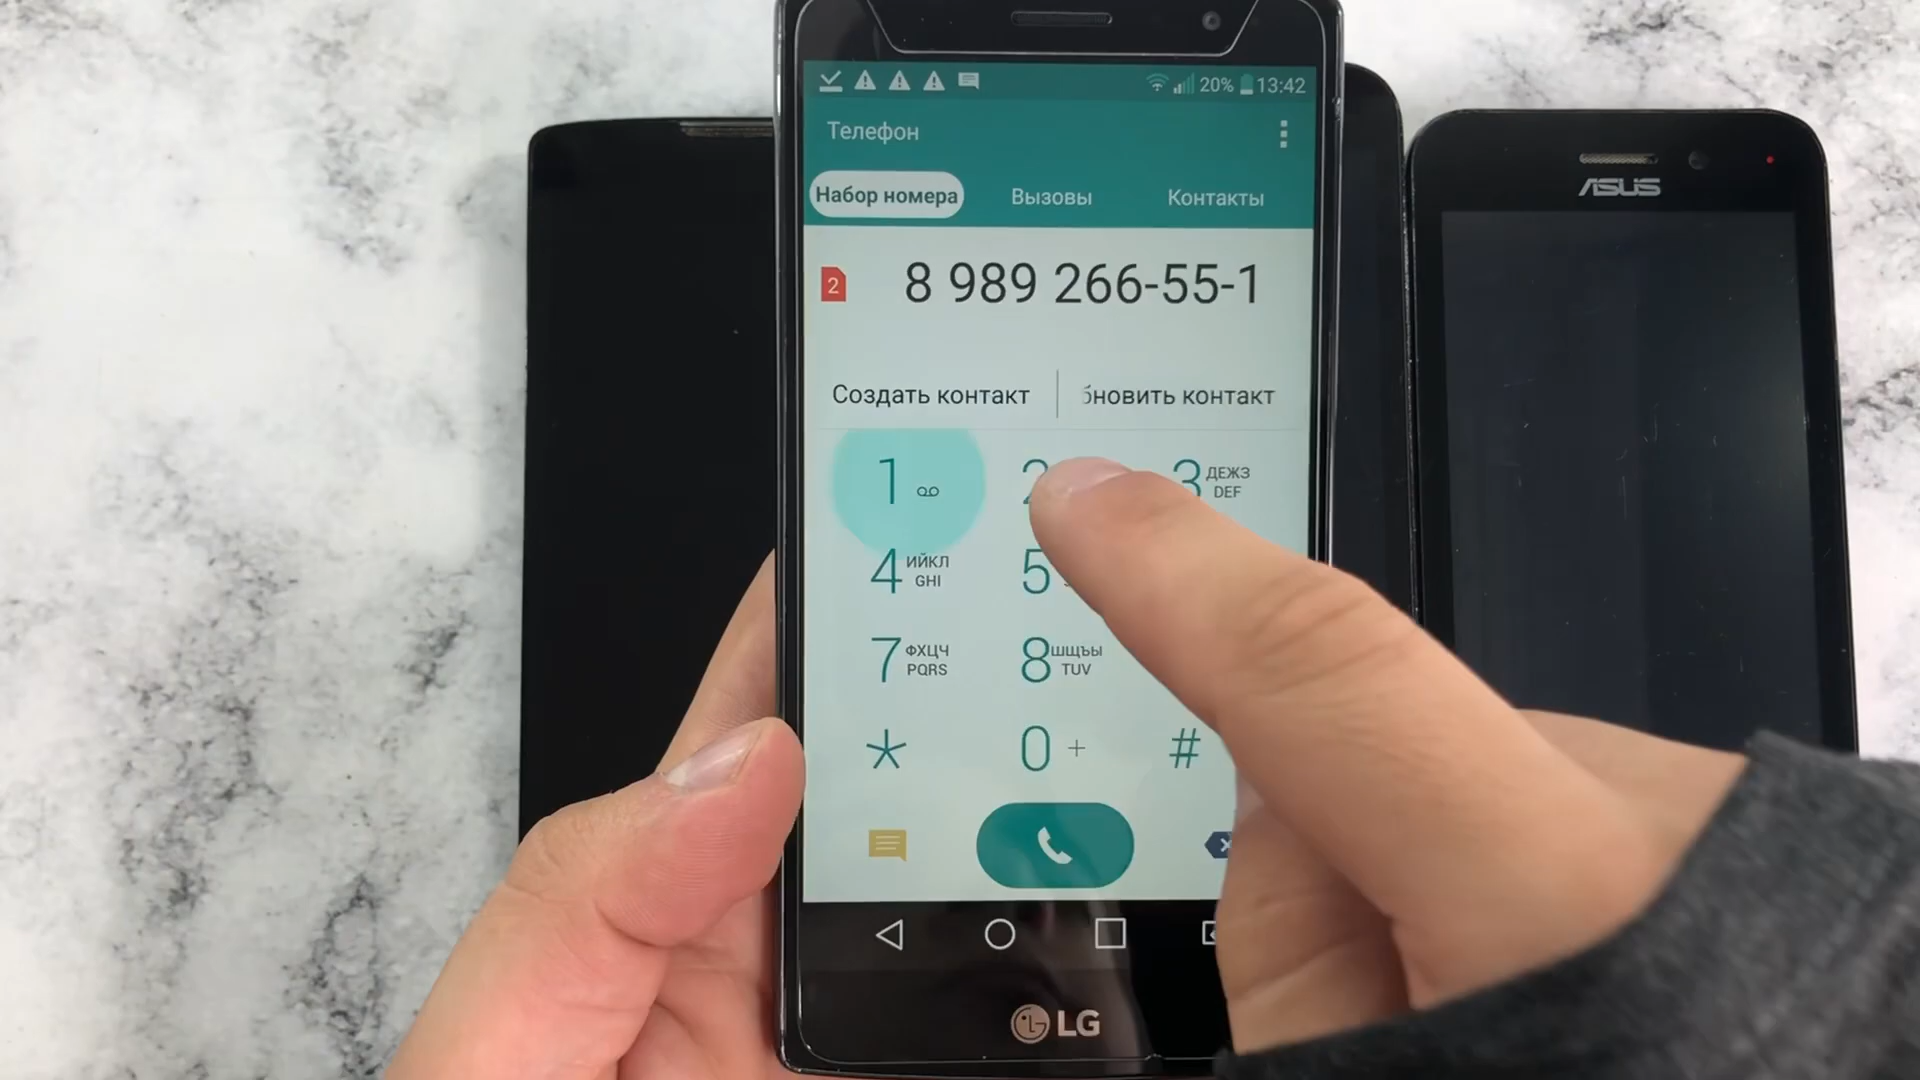 20% 13:42
Телефон
Набор номера Вызовы Контакты
2 8 989 266-55-1
Создать контакт бновить контакт
1 2 3 ДЕЖЗ
DEF
4 ИЙКЛ
GHI
5
7 ФХЦЧ
PQRS
8 ШЩЪЫ
TUV
* 0 + #
LG
ASUS